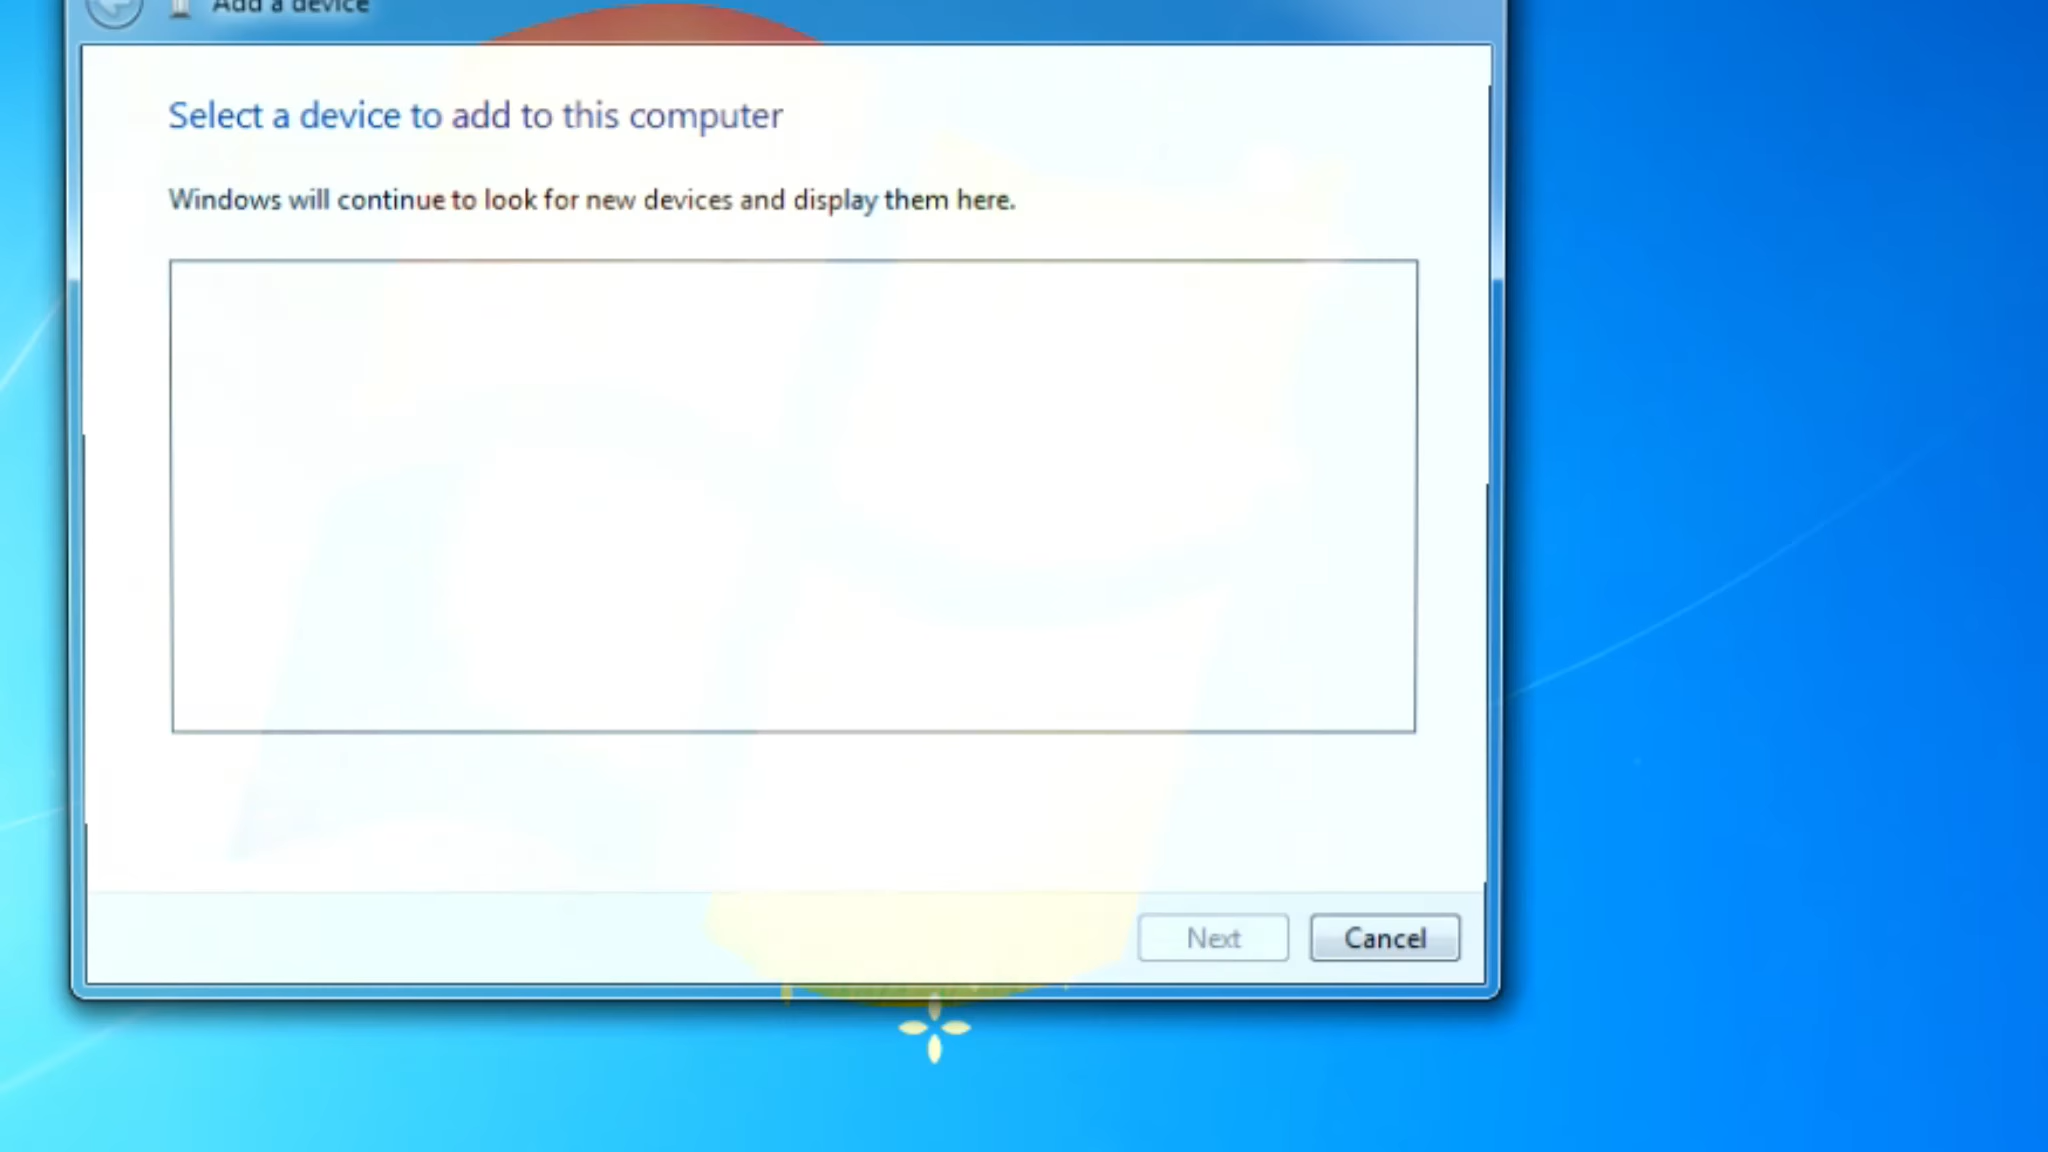 Add a device
Select a device to add to this computer
Windows will continue to look for new devices and display them here.
Next
Cancel